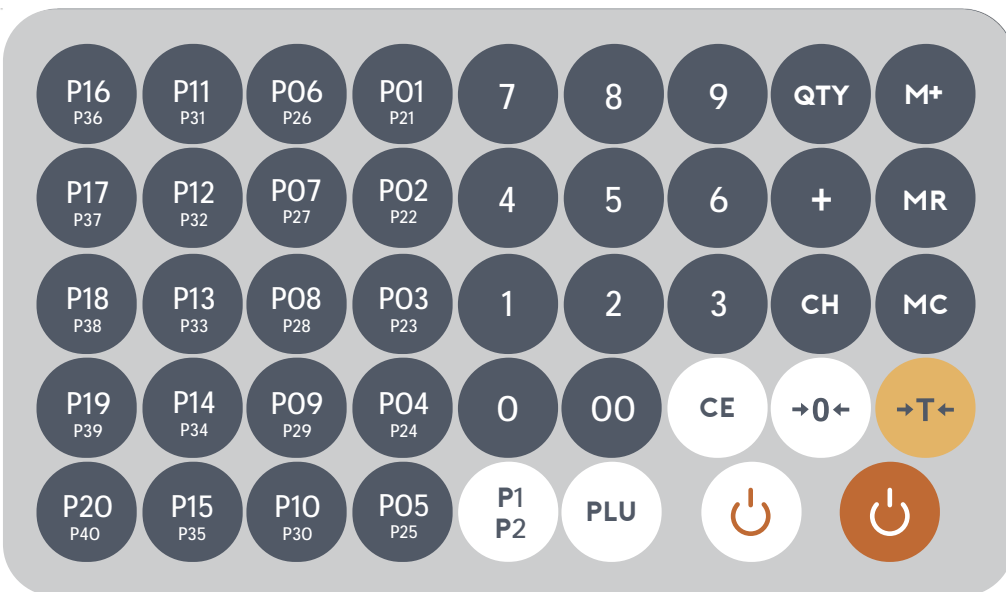 P16 P11 P06 P01 7 8 9 QTY M+
P36 P31 P26 P21
P17 P12 P07 P02 4 5 6 + MR
P37 P32 P27 P22
P18 P13 P08 P03 1 2 3 CH MC
P38 P33 P28 P23
P19 P14 P09 P04 0 00 CE →0← →T←
P39 P34 P29 P24
P20 P15 P10 P05 P1 PLU
P40 P35 P30 P25 P2